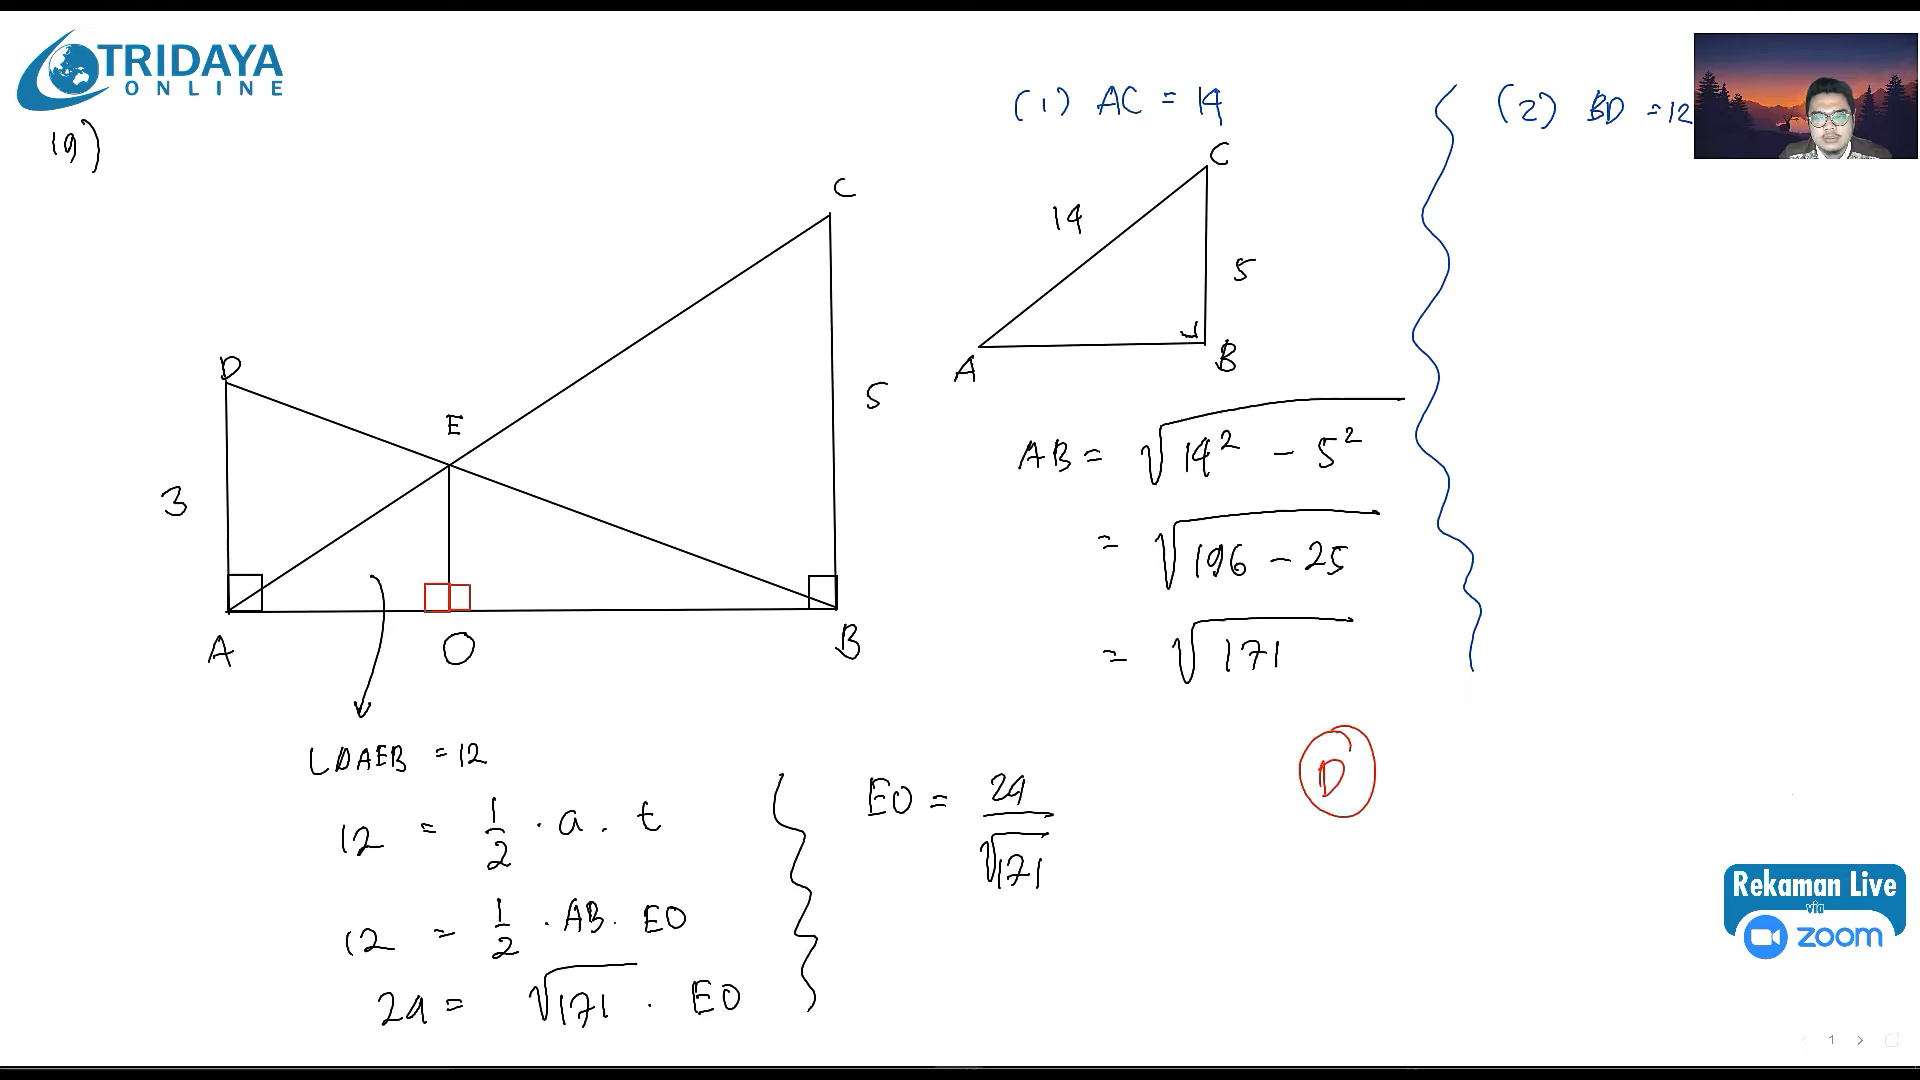 TRIDAYA
ONLINE
19)
(1) AC = 14
(2) BD = 12
C
D
E
3
5
A
O
B
C
14
5
A
B
AB = √14² - 5²
= √196 - 25
= √171
L△AEB = 12
12 = 1/2 . a . t
12 = 1/2 . AB . EO
24 = √171 . EO
EO = 24/√171
D
Rekaman Live
via
zoom
1